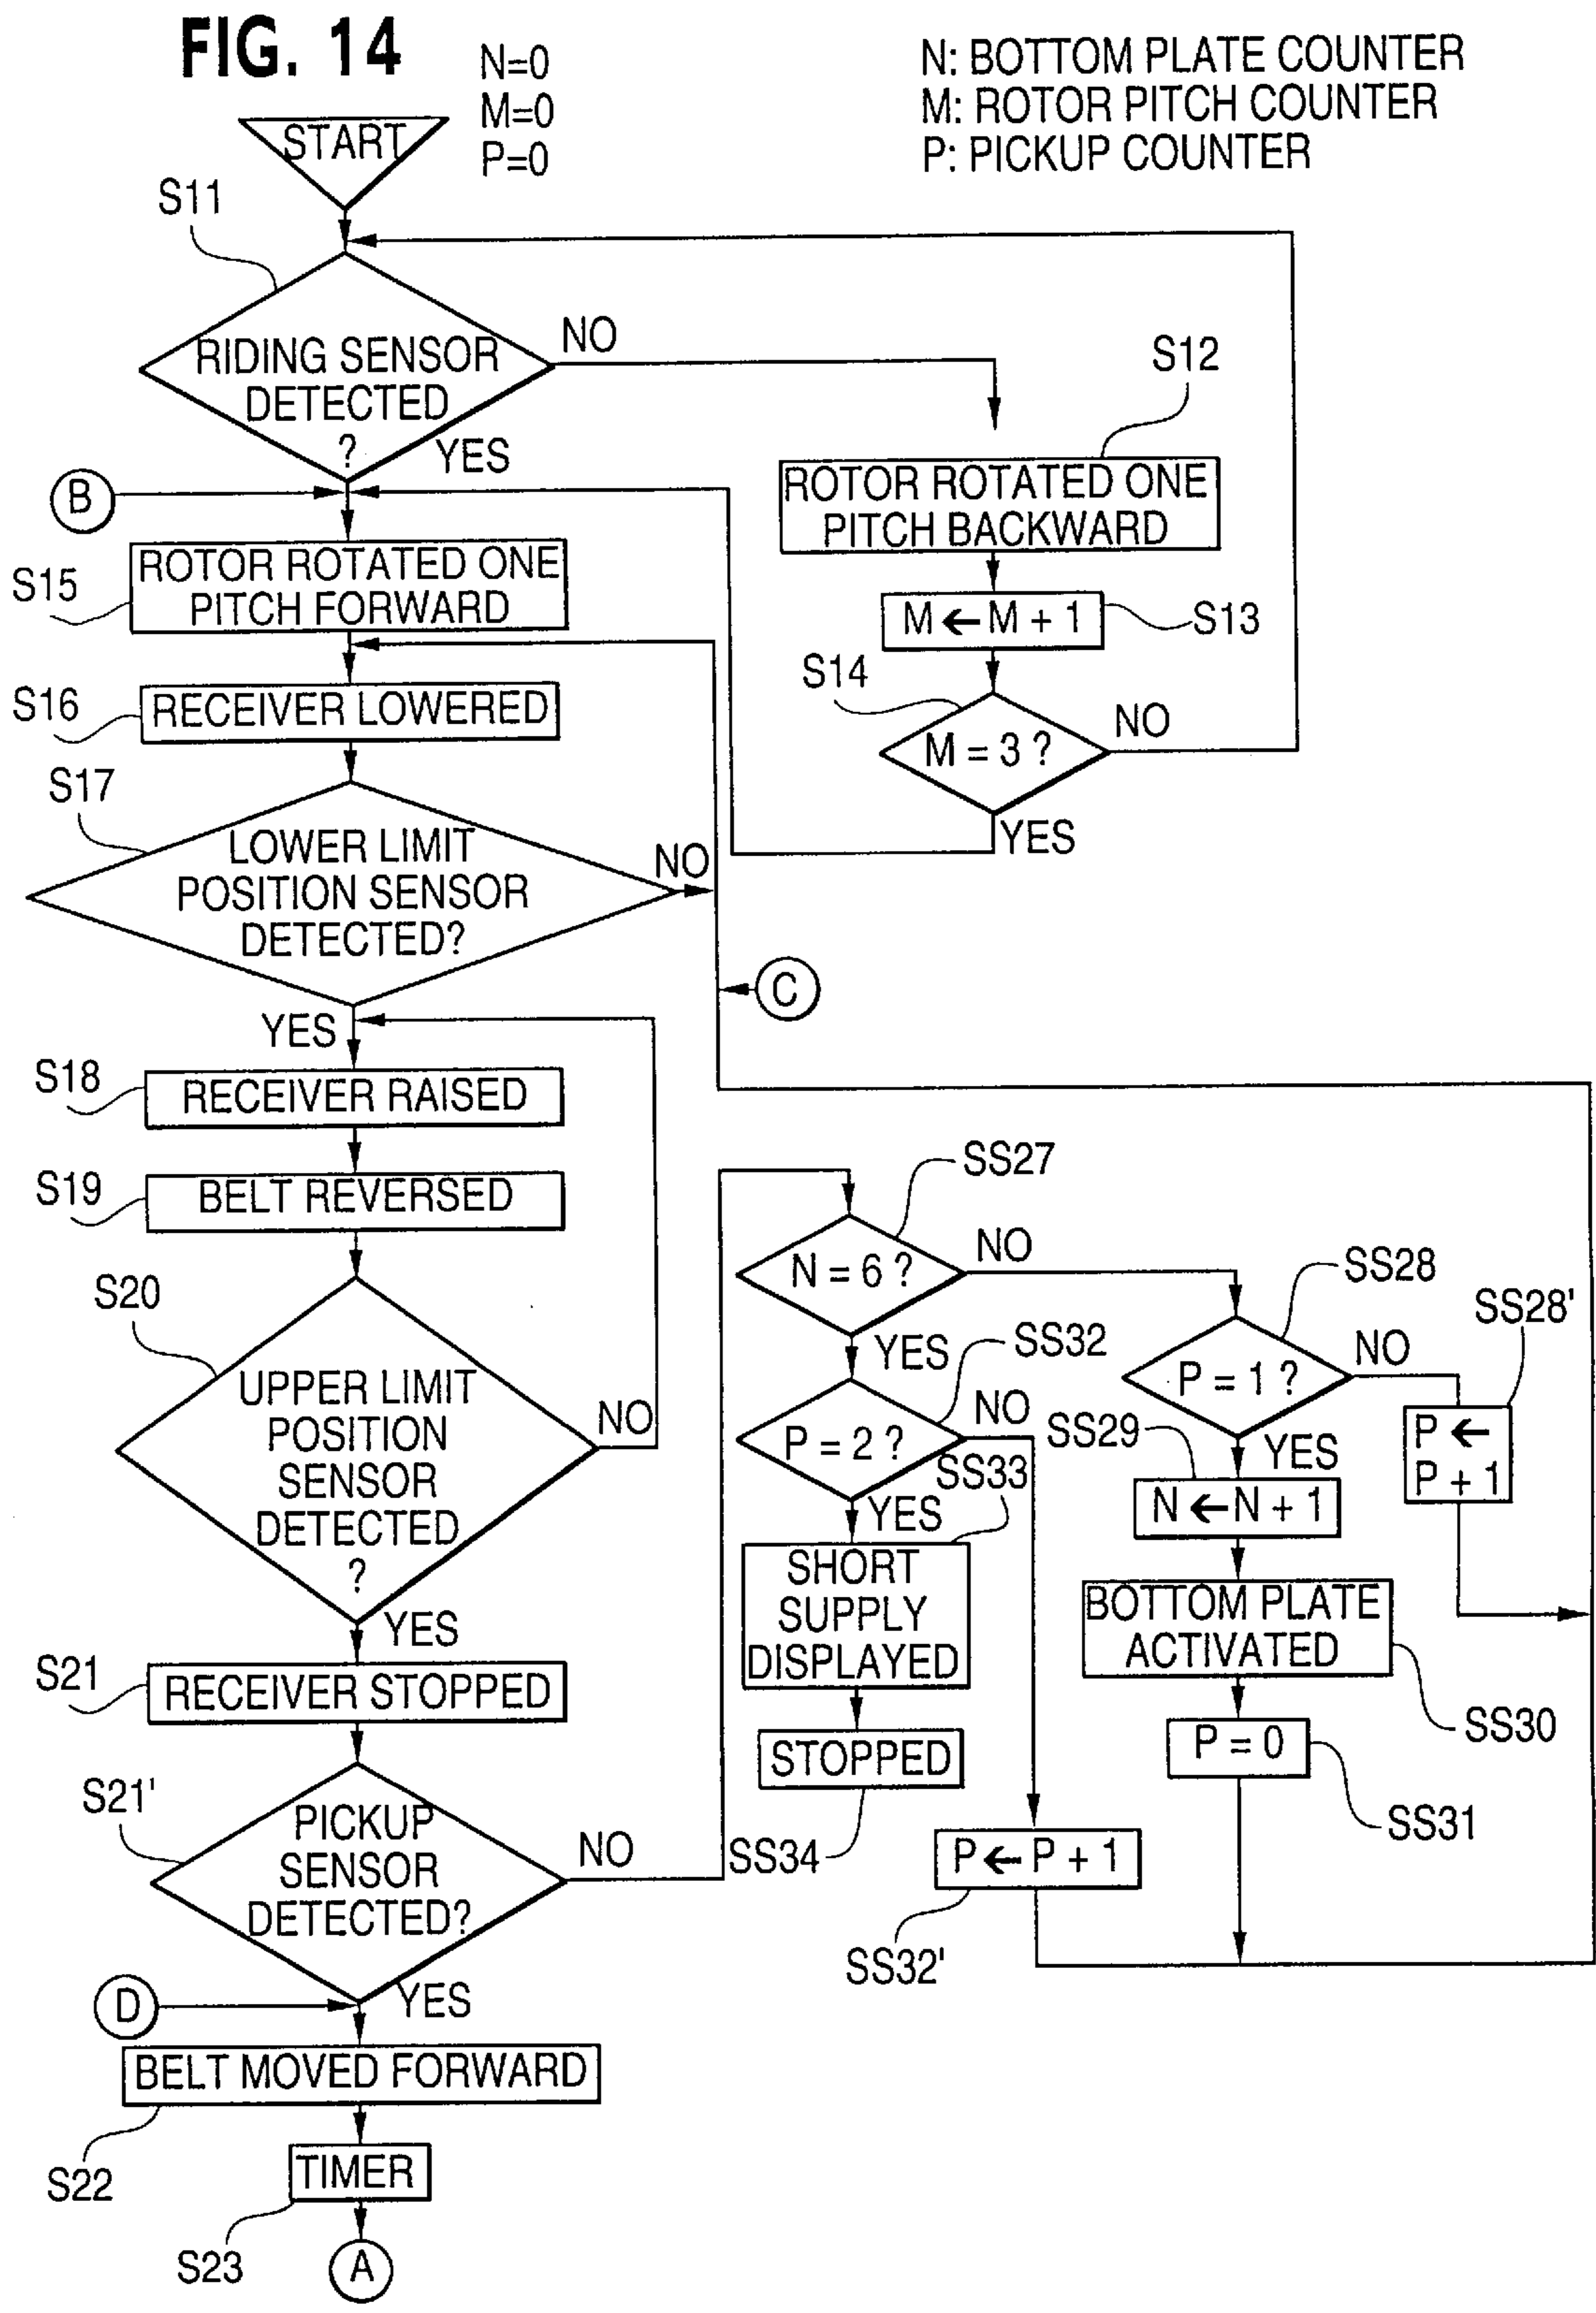 FIG. 14
N=0
M=0
P=0
N: BOTTOM PLATE COUNTER
M: ROTOR PITCH COUNTER
P: PICKUP COUNTER
START
S11
RIDING SENSOR
DETECTED
?
NO
YES
S12
ROTOR ROTATED ONE
PITCH BACKWARD
B
S15
ROTOR ROTATED ONE
PITCH FORWARD
M ← M + 1
S13
S14
M = 3 ?
NO
YES
S16
RECEIVER LOWERED
S17
LOWER LIMIT
POSITION SENSOR
DETECTED?
NO
YES
C
S18
RECEIVER RAISED
S19
BELT REVERSED
S20
UPPER LIMIT
POSITION
SENSOR
DETECTED
?
NO
YES
S21
RECEIVER STOPPED
S21'
PICKUP
SENSOR
DETECTED?
NO
YES
SS27
N = 6 ?
NO
YES
SS28
P = 1 ?
NO
YES
SS28'
P ←
P + 1
SS32
P = 2 ?
NO
YES
SS29
N ← N + 1
SS33
SHORT
SUPPLY
DISPLAYED
BOTTOM PLATE
ACTIVATED
SS30
STOPPED
SS34
P = 0
SS31
P ← P + 1
SS32'
D
BELT MOVED FORWARD
S22
TIMER
S23
A